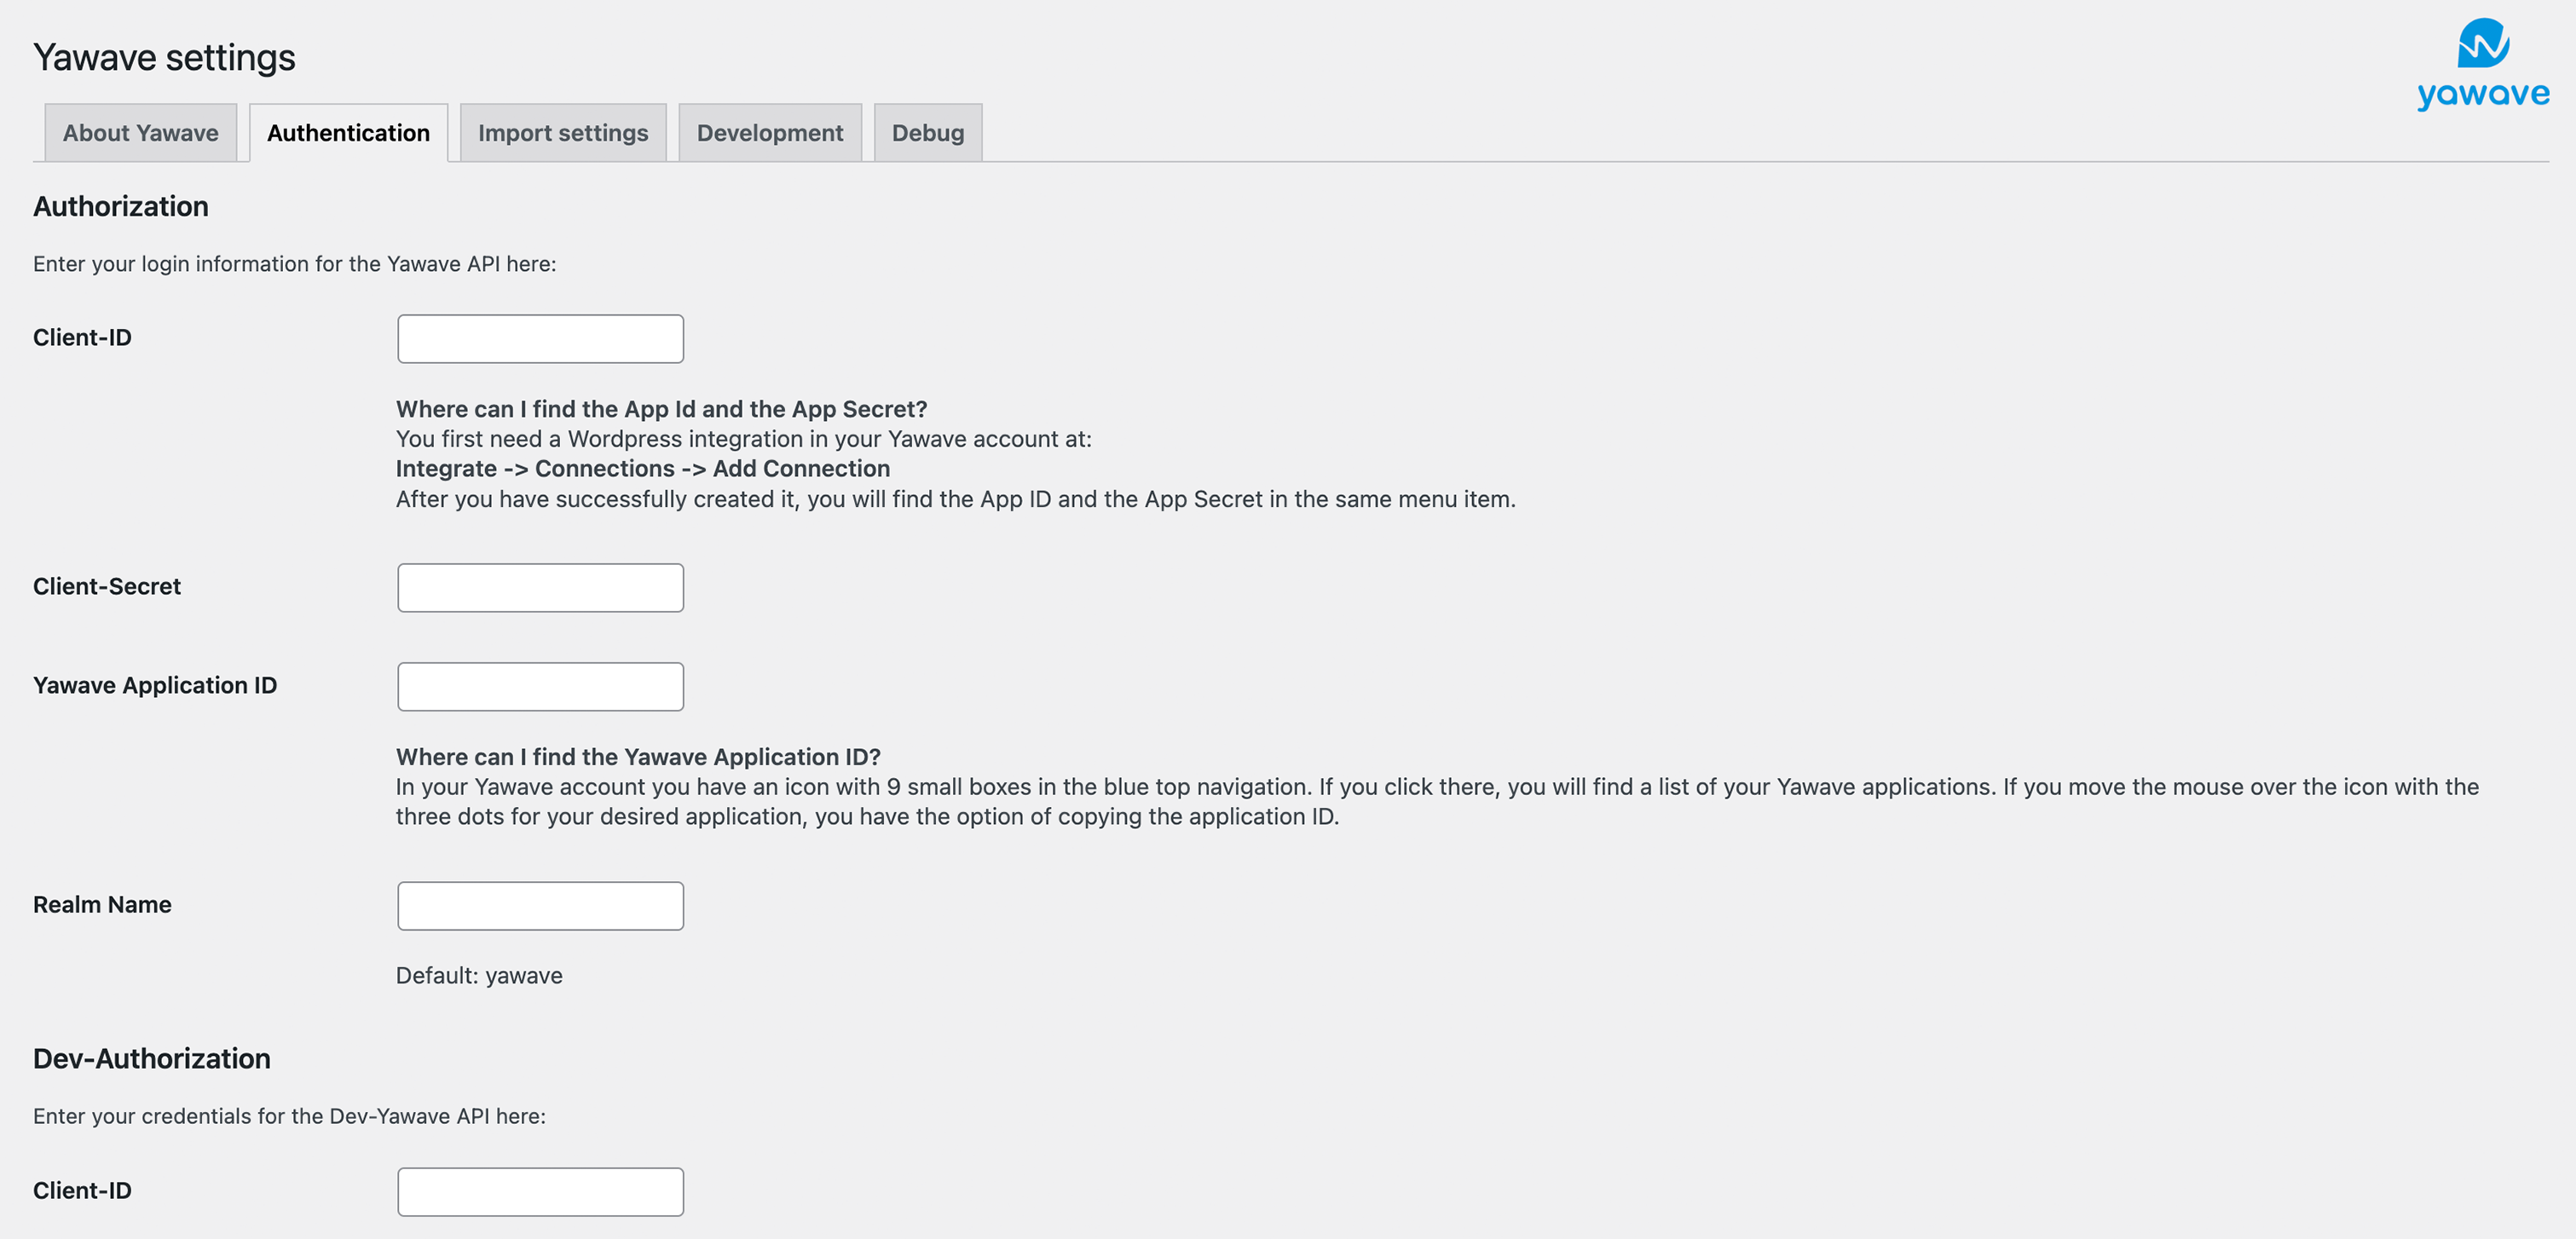 Yawave settings
yawave
About Yawave
Authentication
Import settings
Development
Debug
Authorization
Enter your login information for the Yawave API here:
Client-ID
Where can I find the App Id and the App Secret?
You first need a Wordpress integration in your Yawave account at:
Integrate -> Connections -> Add Connection
After you have successfully created it, you will find the App ID and the App Secret in the same menu item.
Client-Secret
Yawave Application ID
Where can I find the Yawave Application ID?
In your Yawave account you have an icon with 9 small boxes in the blue top navigation. If you click there, you will find a list of your Yawave applications. If you move the mouse over the icon with the
three dots for your desired application, you have the option of copying the application ID.
Realm Name
Default: yawave
Dev-Authorization
Enter your credentials for the Dev-Yawave API here:
Client-ID